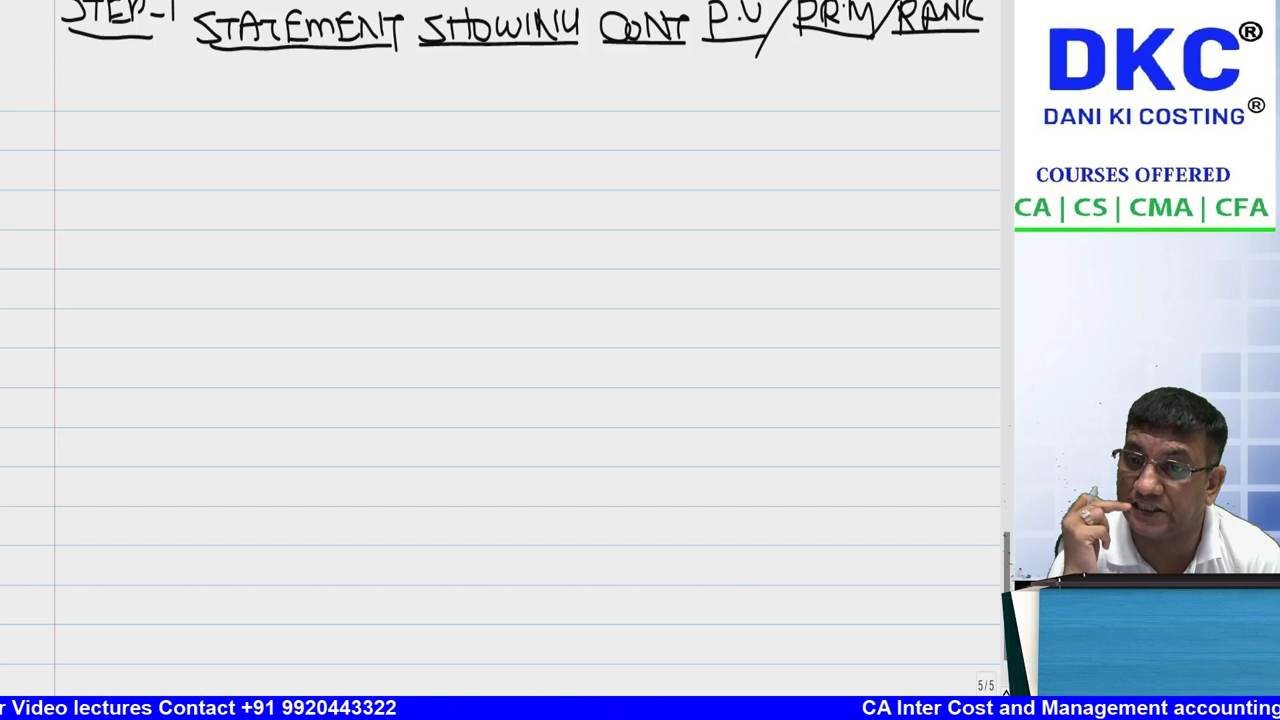 STEP-1 STATEMENT SHOWING CONT P.U/PR.M/RANK
DKC®
DANI KI COSTING®
COURSES OFFERED
CA | CS | CMA | CFA
5/5
r Video lectures Contact +91 9920443322
CA Inter Cost and Management accounting